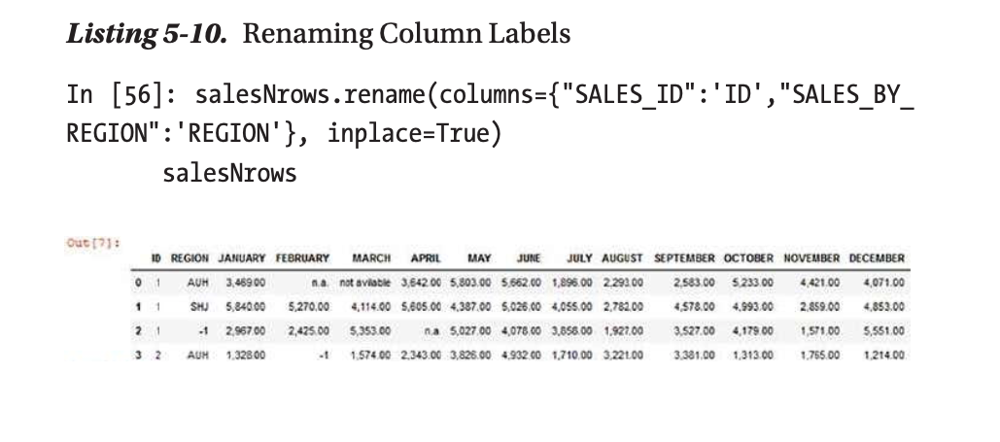 Listing 5-10. Renaming Column Labels
In [56]: salesNrows.rename(columns={"SALES_ID":'ID',"SALES_BY_
REGION":'REGION'}, inplace=True)
salesNrows
Out[7]:
ID REGION JANUARY FEBRUARY MARCH APRIL MAY JUNE JULY AUGUST SEPTEMBER OCTOBER NOVEMBER DECEMBER
0 1 AUH 3,469.00 n.a. not avilable 3,642.00 5,803.00 5,662.00 1,896.00 2,293.00 2,583.00 5,233.00 4,421.00 4,071.00
1 1 SHJ 5,840.00 5,270.00 4,114.00 5,605.00 4,387.00 5,026.00 4,055.00 2,782.00 4,578.00 4,993.00 2,859.00 4,853.00
2 1 -1 2,967.00 2,425.00 5,353.00 n.a 5,027.00 4,078.00 3,858.00 1,927.00 3,527.00 4,179.00 1,571.00 5,551.00
3 2 AUH 1,328.00 -1 1,574.00 2,343.00 3,826.00 4,932.00 1,710.00 3,221.00 3,381.00 1,313.00 1,765.00 1,214.00